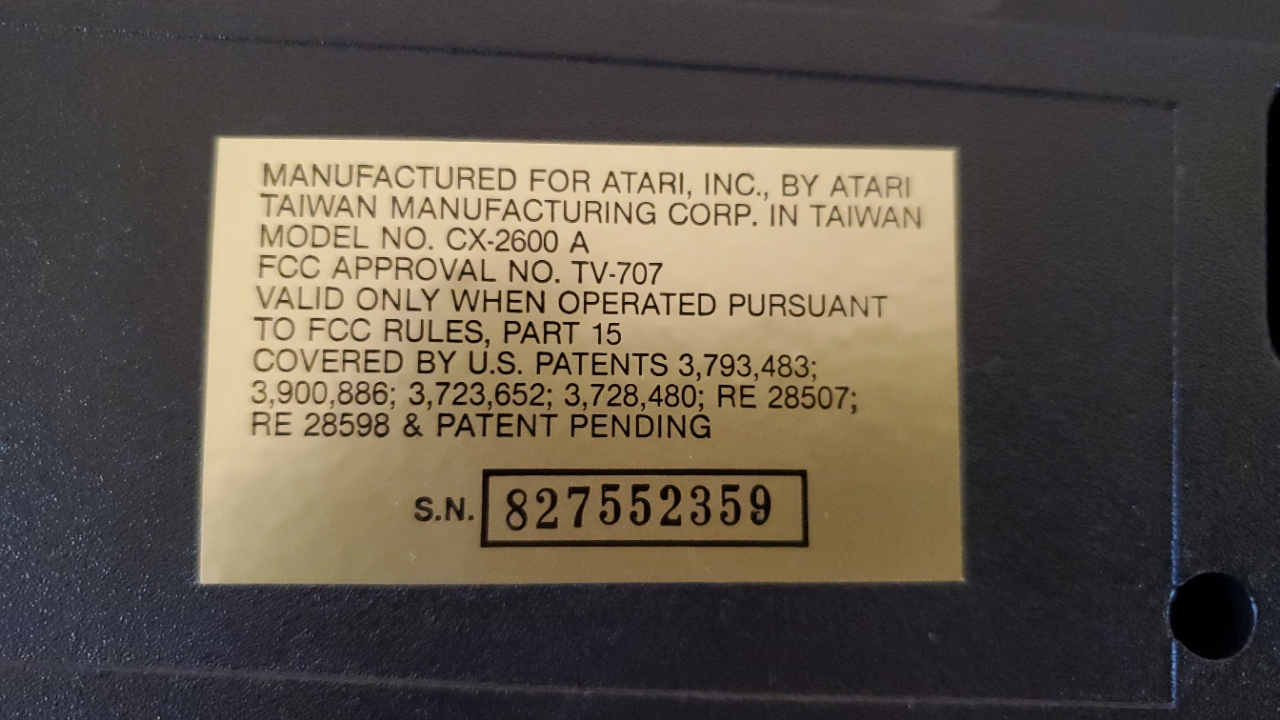 MANUFACTURED FOR ATARI, INC., BY ATARI
TAIWAN MANUFACTURING CORP. IN TAIWAN
MODEL NO. CX-2600 A
FCC APPROVAL NO. TV-707
VALID ONLY WHEN OPERATED PURSUANT
TO FCC RULES, PART 15
COVERED BY U.S. PATENTS 3,793,483;
3,900,886; 3,723,652; 3,728,480; RE 28507;
RE 28598 & PATENT PENDING
S.N. 827552359